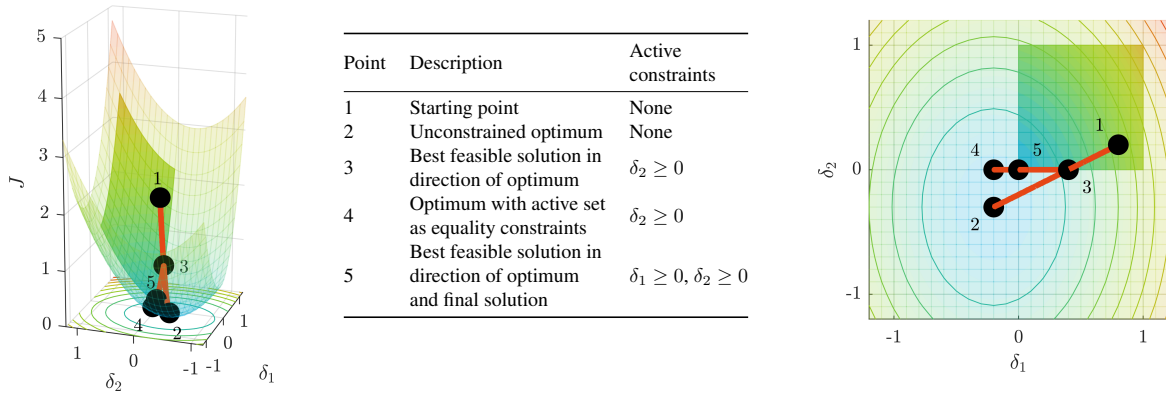 5
4
3
2
1
0
J
1
3
5
4
2
1
0
-1
-1
0
1
δ₂
δ₁
Point Description Active constraints
1 Starting point None
2 Unconstrained optimum None
3 Best feasible solution in direction of optimum δ₂ ≥ 0
4 Optimum with active set as equality constraints δ₂ ≥ 0
5 Best feasible solution in direction of optimum and final solution δ₁ ≥ 0, δ₂ ≥ 0
1
0
-1
δ₂
1
4
5
3
2
-1 0 1
δ₁